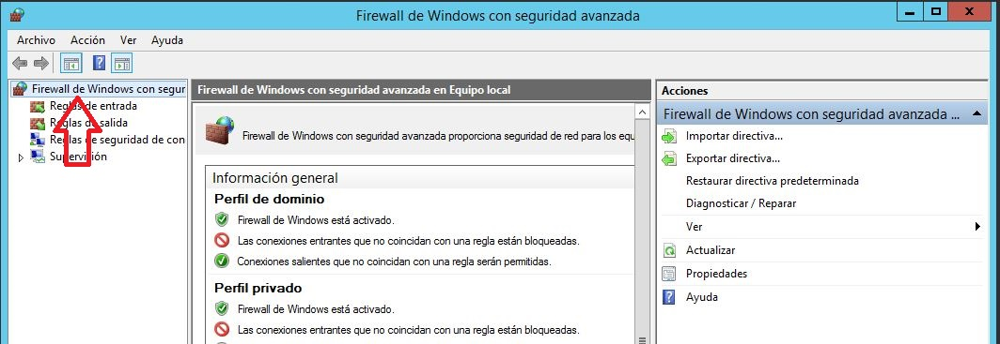 Firewall de Windows con seguridad avanzada
Archivo Acción Ver Ayuda
Firewall de Windows con segur
Reglas de entrada
Reglas de salida
Reglas de seguridad de con
Supervisión
Firewall de Windows con seguridad avanzada en Equipo local
Firewall de Windows con seguridad avanzada proporciona seguridad de red para los equ
Información general
Perfil de dominio
Firewall de Windows está activado.
Las conexiones entrantes que no coincidan con una regla están bloqueadas.
Conexiones salientes que no coincidan con una regla serán permitidas.
Perfil privado
Firewall de Windows está activado.
Las conexiones entrantes que no coincidan con una regla están bloqueadas.
Acciones
Firewall de Windows con seguridad avanzada ...
Importar directiva...
Exportar directiva...
Restaurar directiva predeterminada
Diagnosticar / Reparar
Ver
Actualizar
Propiedades
Ayuda